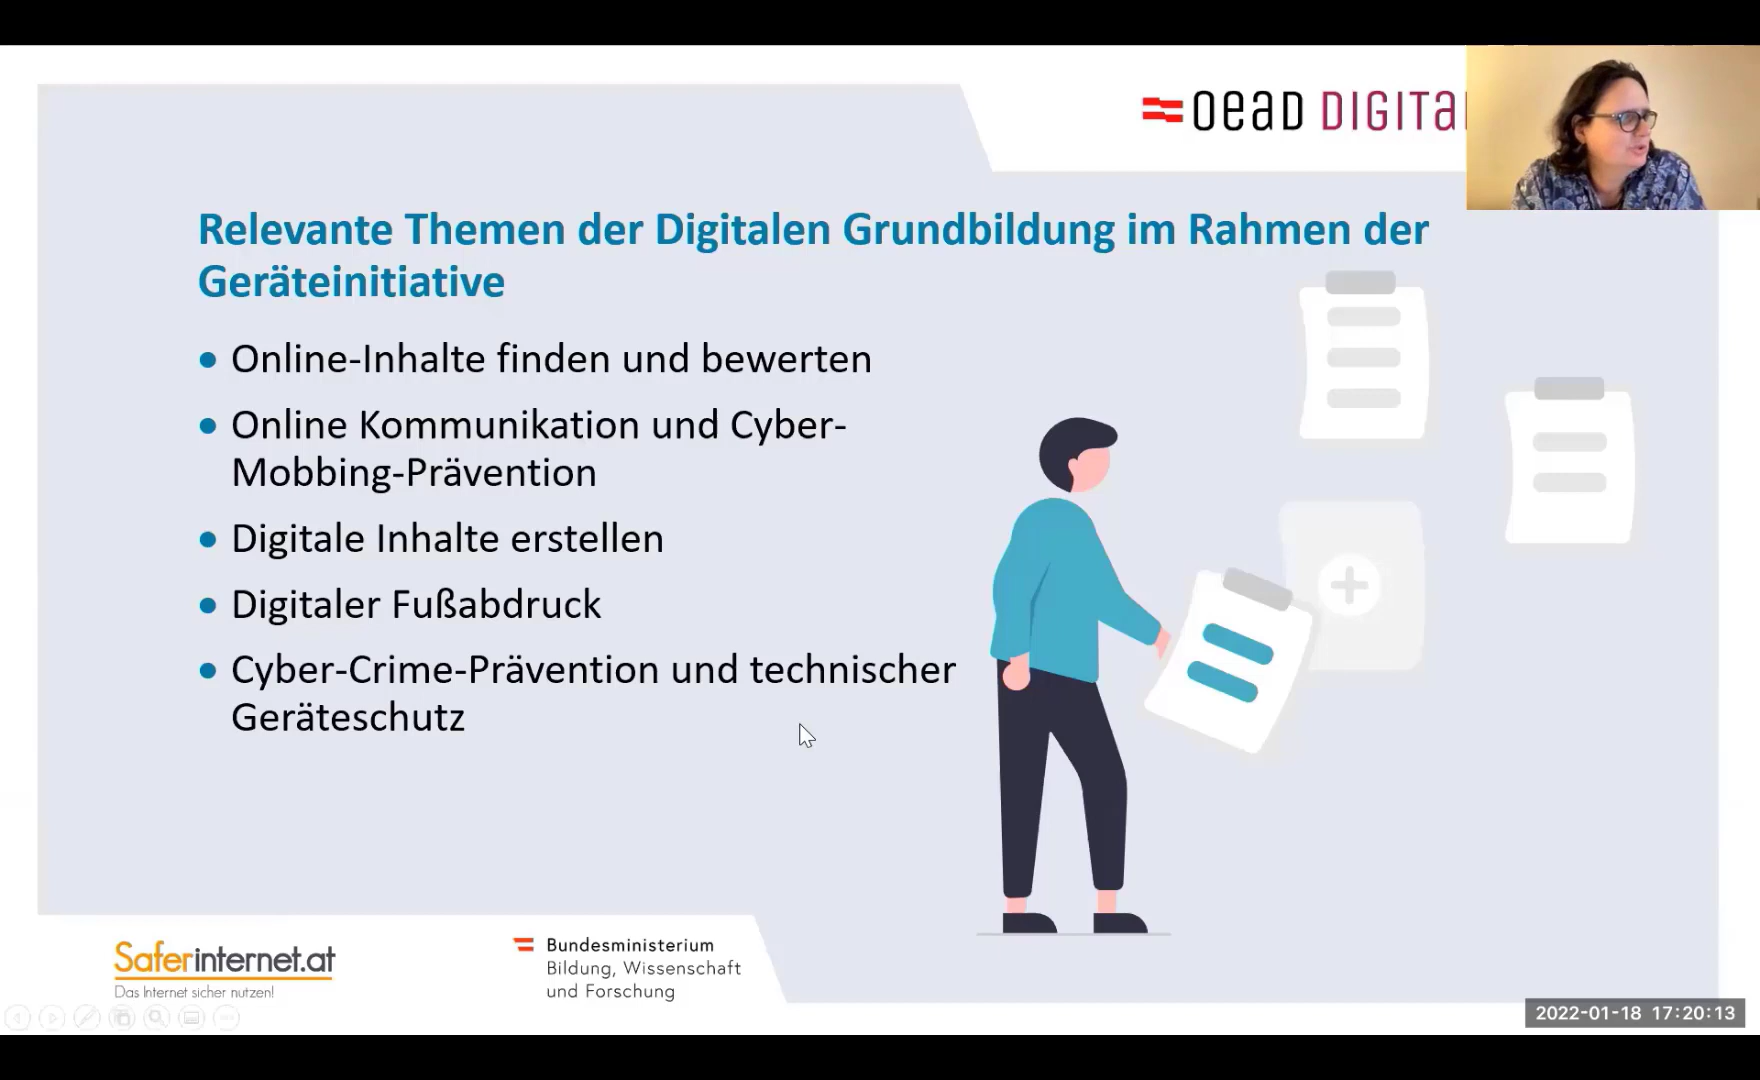 oead DIGITa
Relevante Themen der Digitalen Grundbildung im Rahmen der
Geräteinitiative
• Online-Inhalte finden und bewerten
• Online Kommunikation und Cyber-
Mobbing-Prävention
• Digitale Inhalte erstellen
• Digitaler Fußabdruck
• Cyber-Crime-Prävention und technischer
Geräteschutz
Saferinternet.at
Das Internet sicher nutzen!
Bundesministerium
Bildung, Wissenschaft
und Forschung
2022-01-18 17:20:13